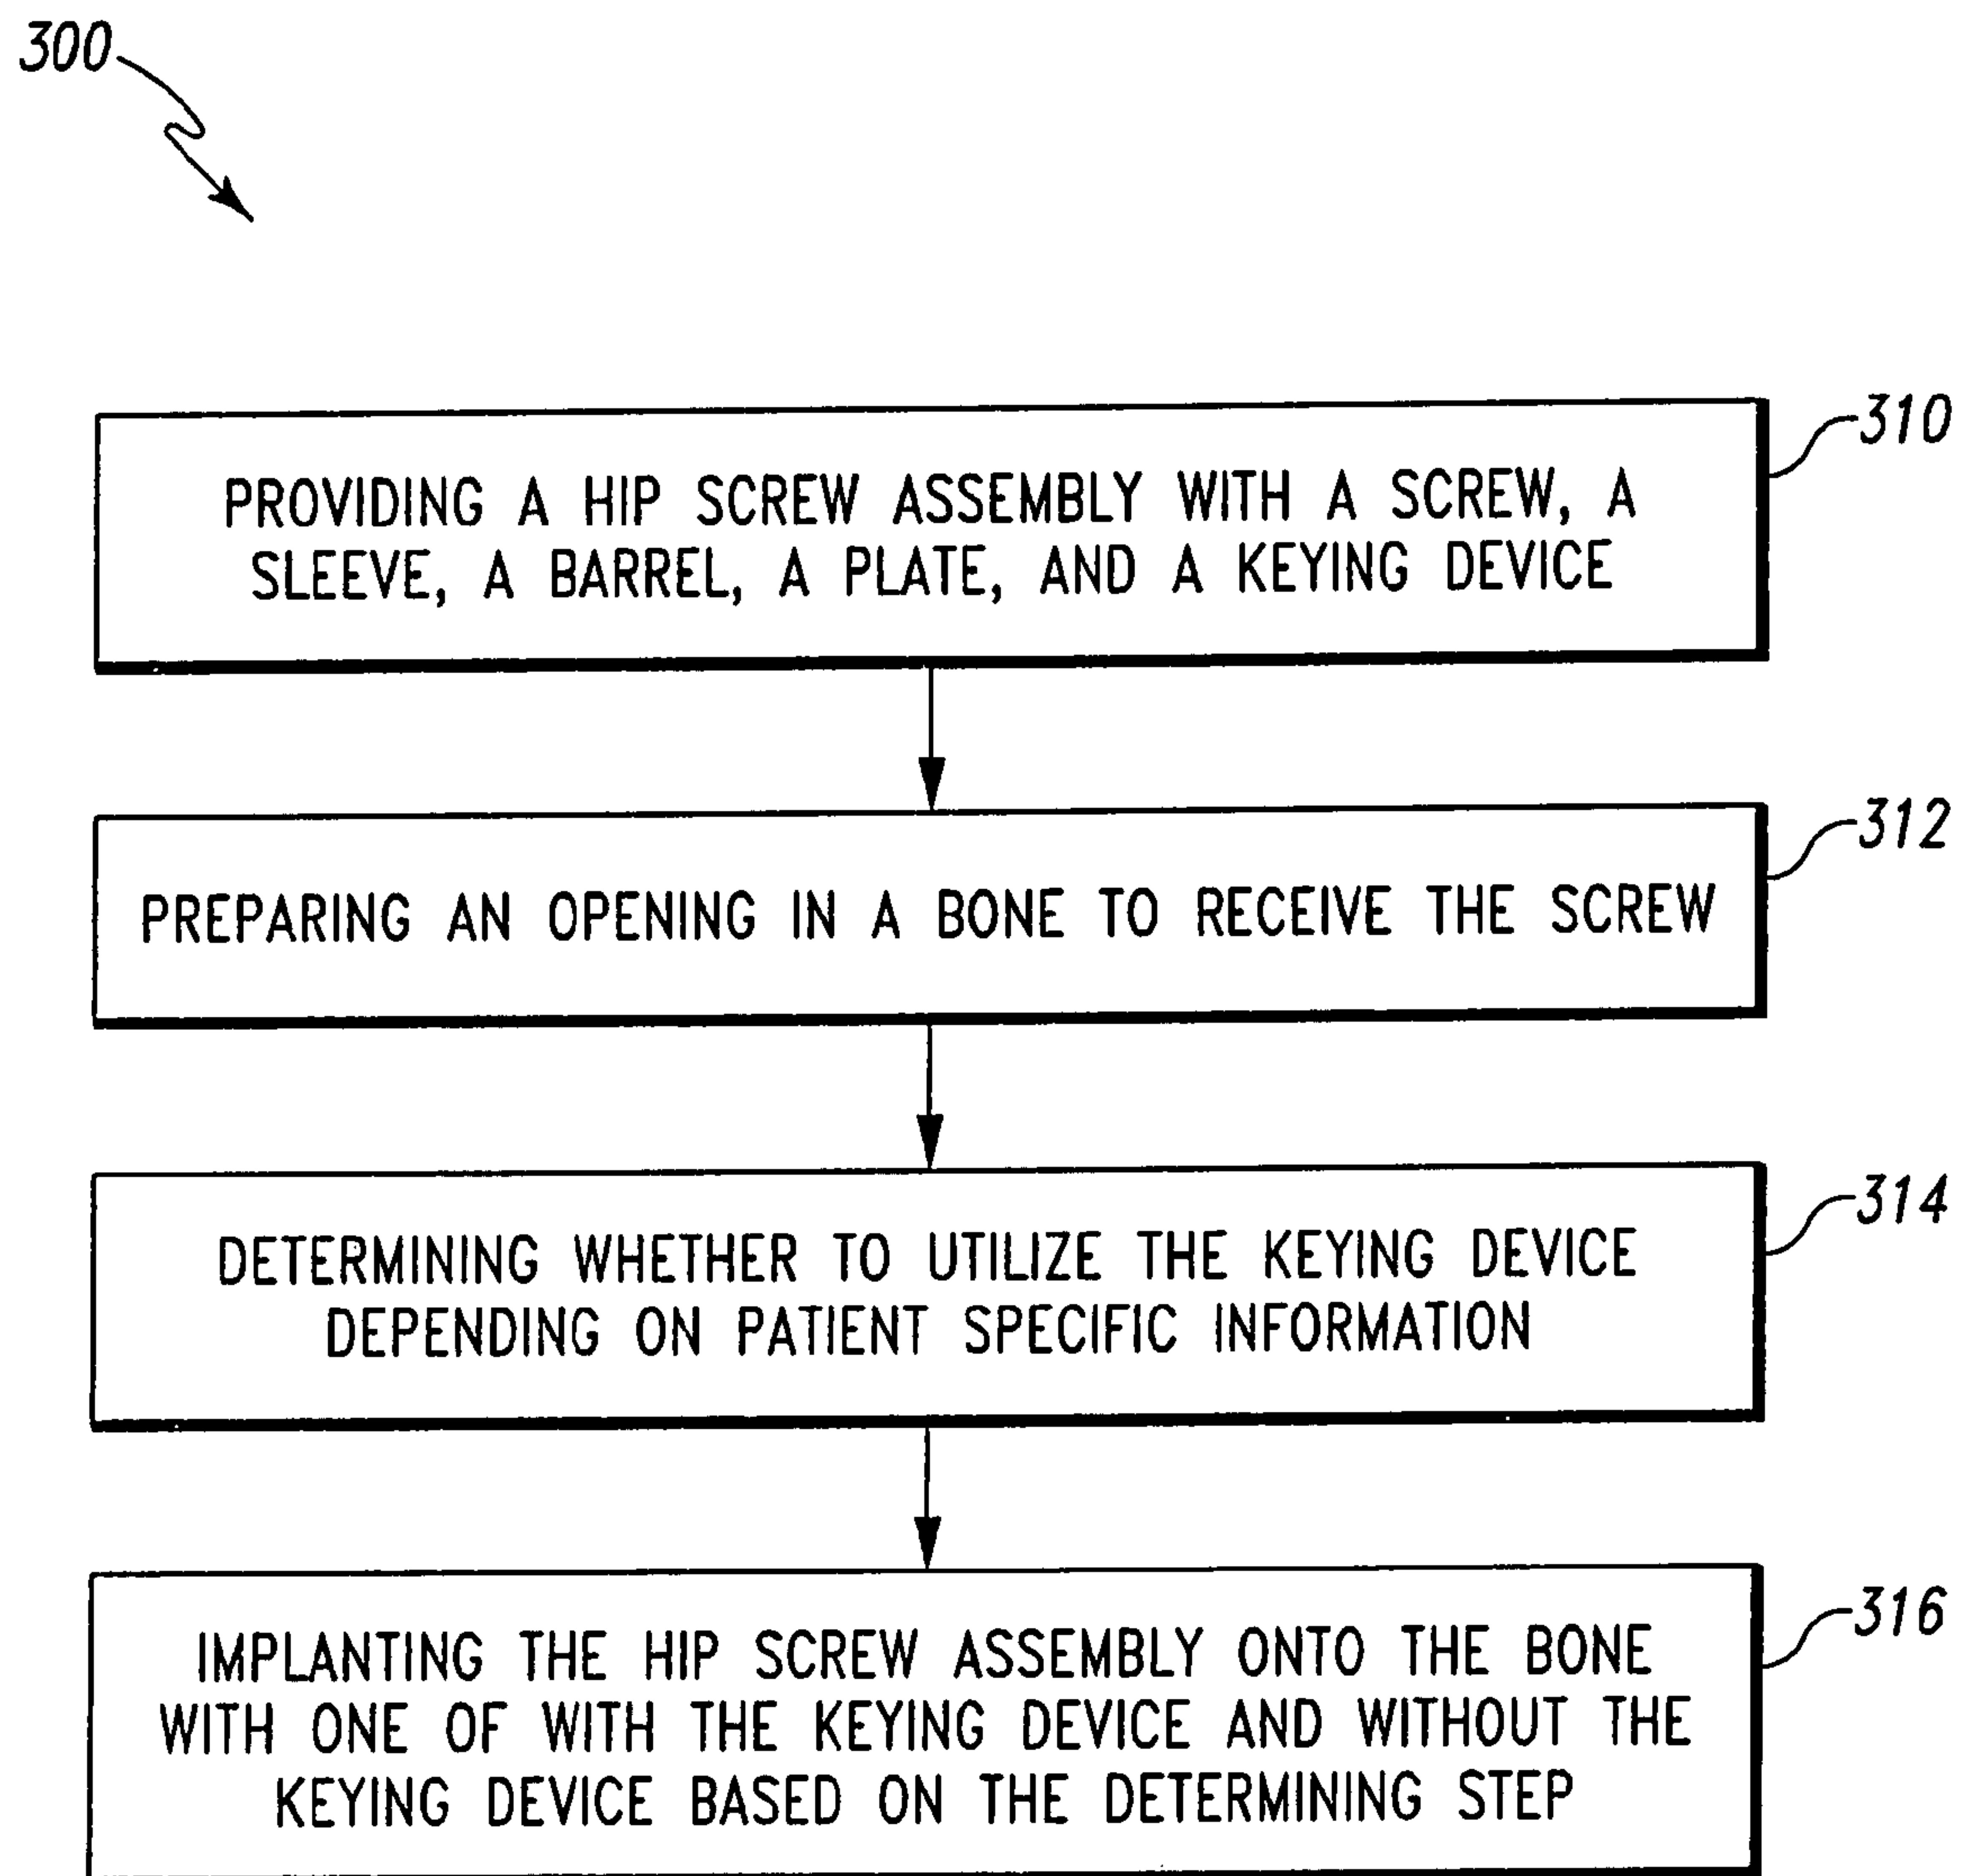 300
310
PROVIDING A HIP SCREW ASSEMBLY WITH A SCREW, A
SLEEVE, A BARREL, A PLATE, AND A KEYING DEVICE
312
PREPARING AN OPENING IN A BONE TO RECEIVE THE SCREW
314
DETERMINING WHETHER TO UTILIZE THE KEYING DEVICE
DEPENDING ON PATIENT SPECIFIC INFORMATION
316
IMPLANTING THE HIP SCREW ASSEMBLY ONTO THE BONE
WITH ONE OF WITH THE KEYING DEVICE AND WITHOUT THE
KEYING DEVICE BASED ON THE DETERMINING STEP